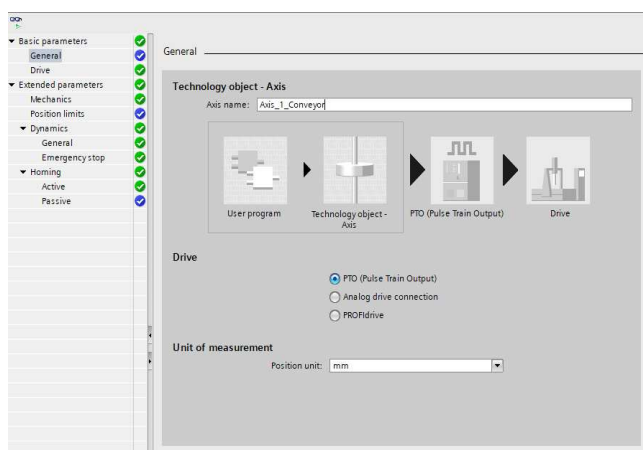 Basic parameters
General
Drive
Extended parameters
Mechanics
Position limits
Dynamics
General
Emergency stop
Homing
Active
Passive
General
Technology object - Axis
Axis name: Axis_1_Conveyor
User program
Technology object - Axis
PTO (Pulse Train Output)
Drive
Drive
PTO (Pulse Train Output)
Analog drive connection
PROFIdrive
Unit of measurement
Position unit: mm